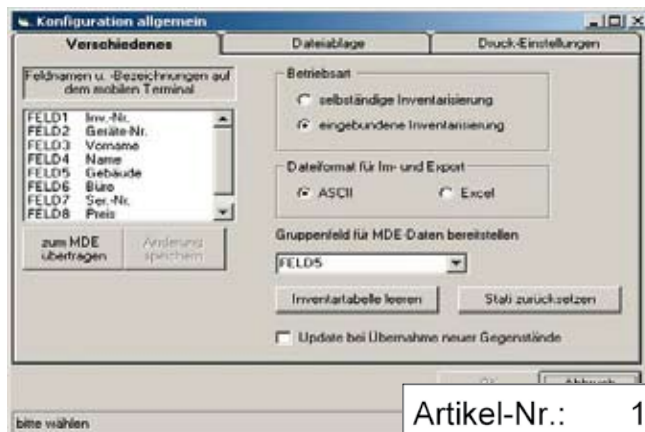 Konfiguration allgemein
Verschiedenes
Dateiablage
Druck-Einstellungen
Feldnamen u. -Bezeichnungen auf
dem mobilen Terminal
FELD1 Inv.-Nr.
FELD2 Geräte-Nr.
FELD3 Vorname
FELD4 Name
FELD5 Gebäude
FELD6 Büro
FELD7 Ser.-Nr.
FELD8 Preis
zum MDE
übertragen
Änderung
speichern
Betriebsart
selbständige Inventarisierung
eingebundene Inventarisierung
Dateiformat für Im- und Export
ASCII
Excel
Gruppenfeld für MDE-Daten bereitstellen
FELD5
Inventartabelle leeren
Stati zurücksetzen
Update bei Übernahme neuer Gegenstände
bitte wählen
Artikel-Nr.: 1